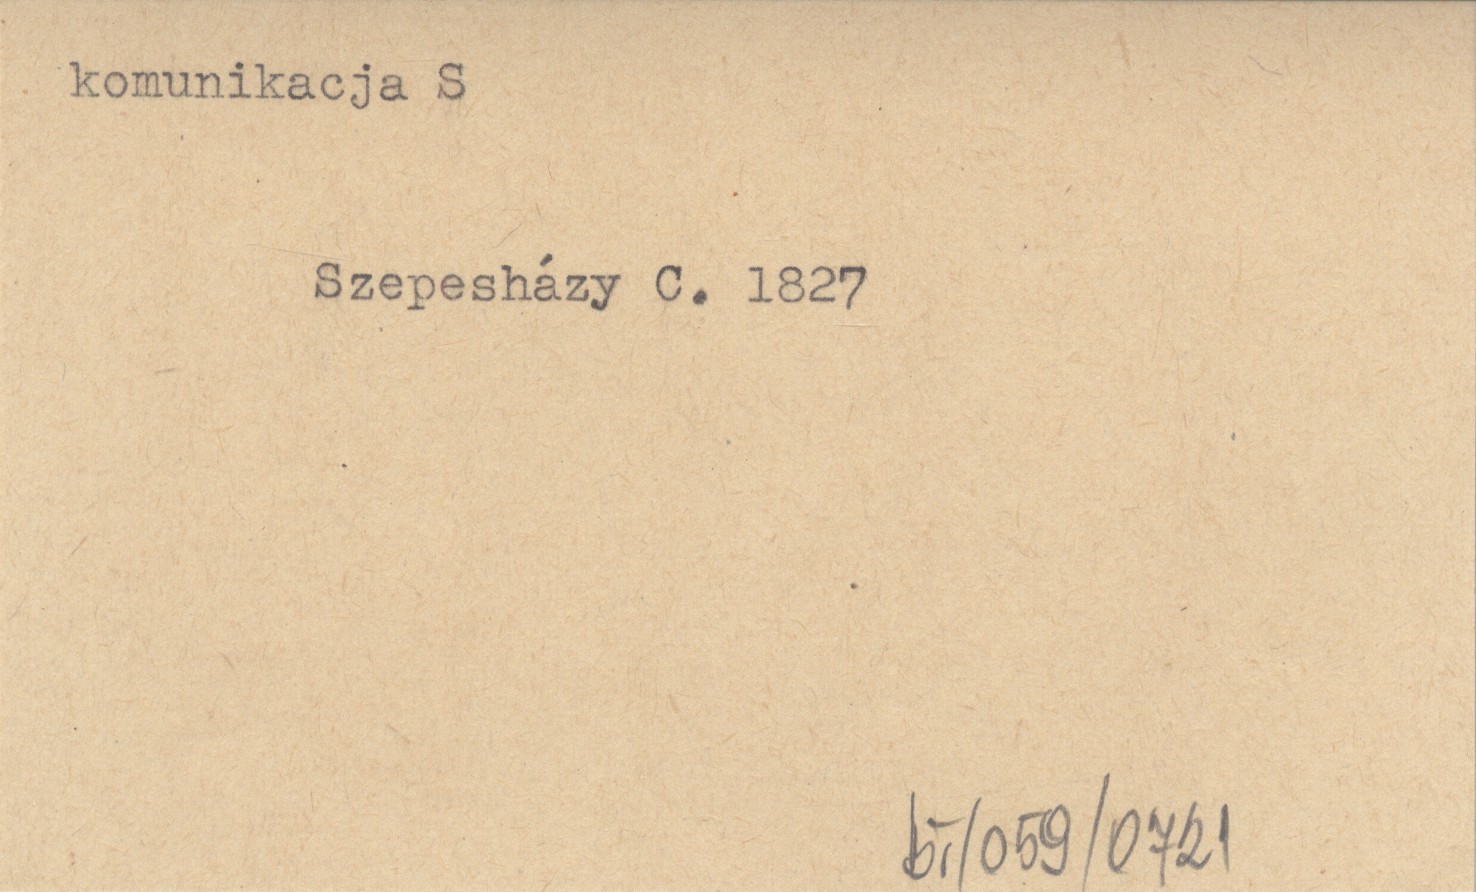 komunikacja S
Szepesházy C. 1827
bi/059/0721